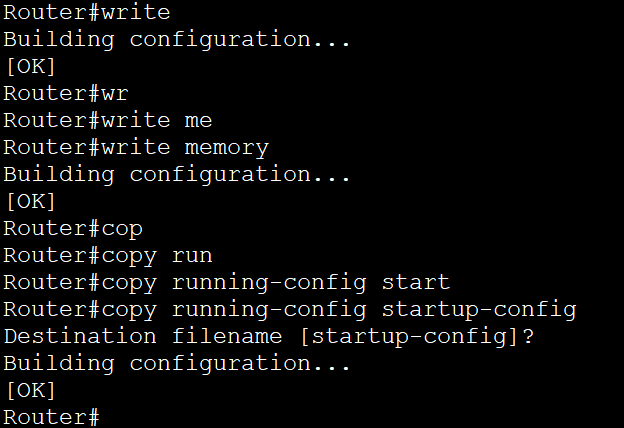 Router#write
Building configuration...
[OK]
Router#wr
Router#write me
Router#write memory
Building configuration...
[OK]
Router#cop
Router#copy run
Router#copy running-config start
Router#copy running-config startup-config
Destination filename [startup-config]?
Building configuration...
[OK]
Router#